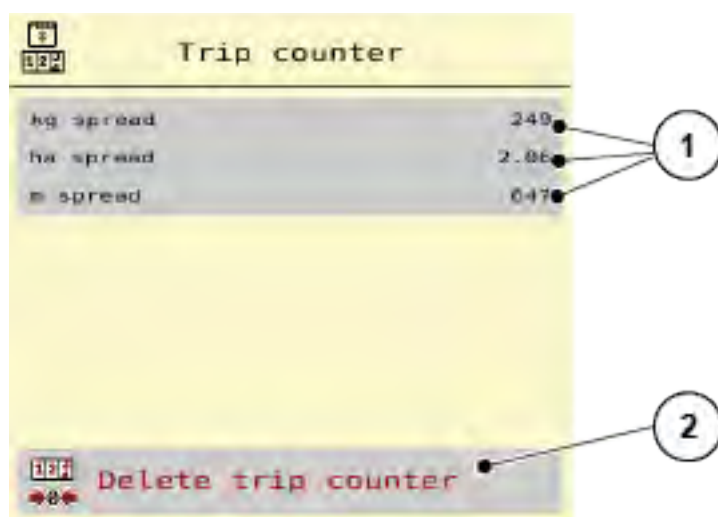 Trip counter
kg spread 249
ha spread 2.06
m spread 647
1
Delete trip counter
2